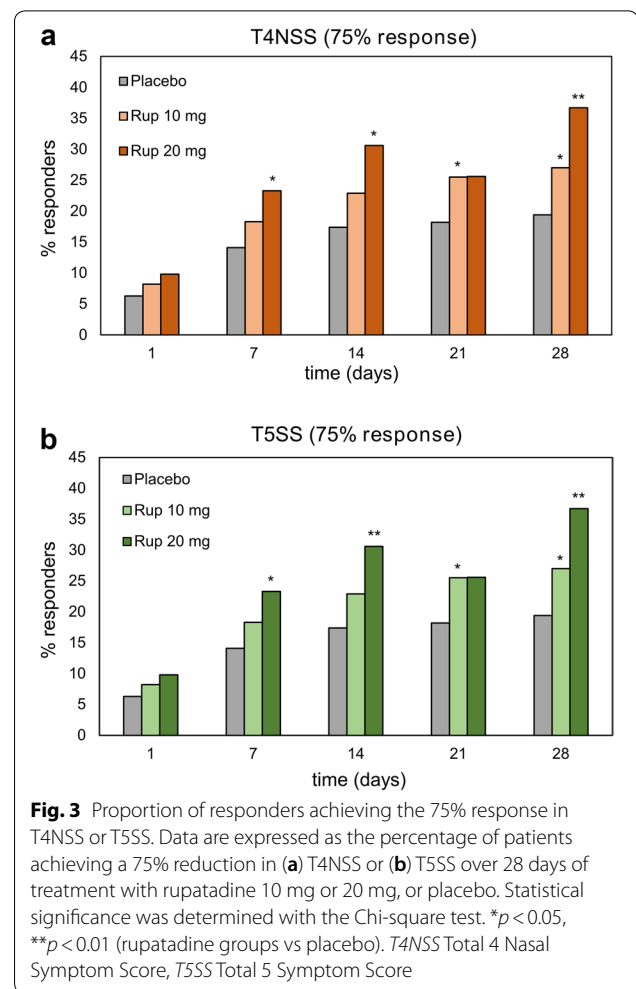 a
T4NSS (75% response)
45
40
35
30
25
20
15
10
5
0
% responders
Placebo
Rup 10 mg
Rup 20 mg
*
*
*
*
**
1 7 14 21 28
time (days)
b
T5SS (75% response)
45
40
35
30
25
20
15
10
5
0
% responders
Placebo
Rup 10 mg
Rup 20 mg
*
**
*
*
**
1 7 14 21 28
time (days)
Fig. 3 Proportion of responders achieving the 75% response in
T4NSS or T5SS. Data are expressed as the percentage of patients
achieving a 75% reduction in (a) T4NSS or (b) T5SS over 28 days of
treatment with rupatadine 10 mg or 20 mg, or placebo. Statistical
significance was determined with the Chi-square test. *p < 0.05,
**p < 0.01 (rupatadine groups vs placebo). T4NSS Total 4 Nasal
Symptom Score, T5SS Total 5 Symptom Score